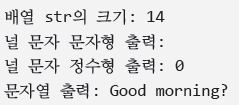 배열 str의 크기: 14
널 문자 문자형 출력:
널 문자 정수형 출력: 0
문자열 출력: Good morning?